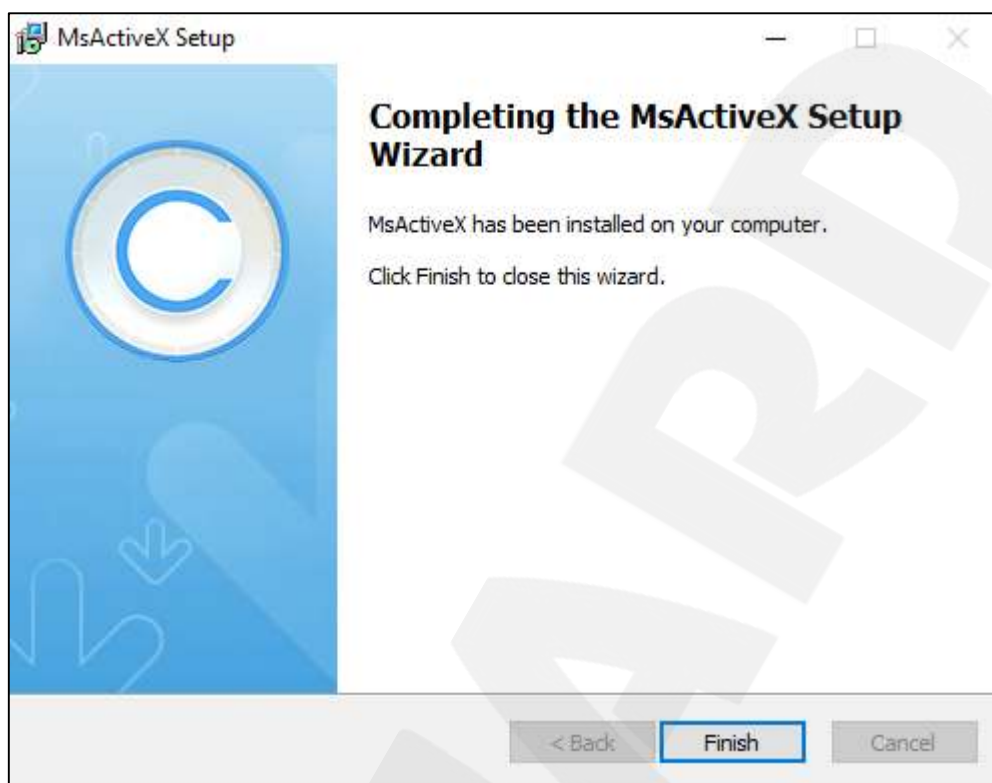 MsActiveX Setup
Completing the MsActiveX Setup
Wizard
MsActiveX has been installed on your computer.
Click Finish to close this wizard.
< Back
Finish
Cancel